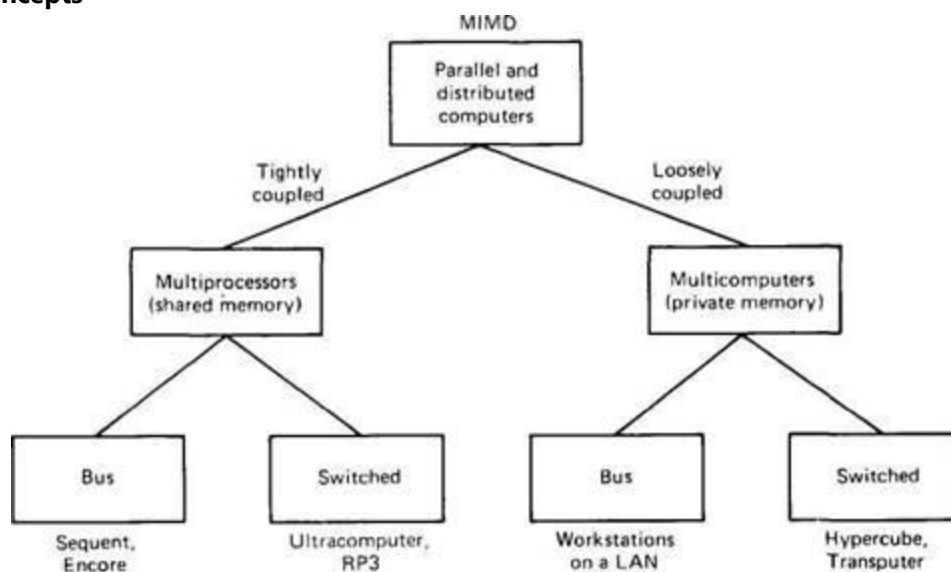 ncepts
MIMD
Parallel and
distributed
computers
Tightly
coupled
Loosely
coupled
Multiprocessors
(shared memory)
Multicomputers
(private memory)
Bus
Switched
Bus
Switched
Sequent,
Encore
Ultracomputer,
RP3
Workstations
on a LAN
Hypercube,
Transputer